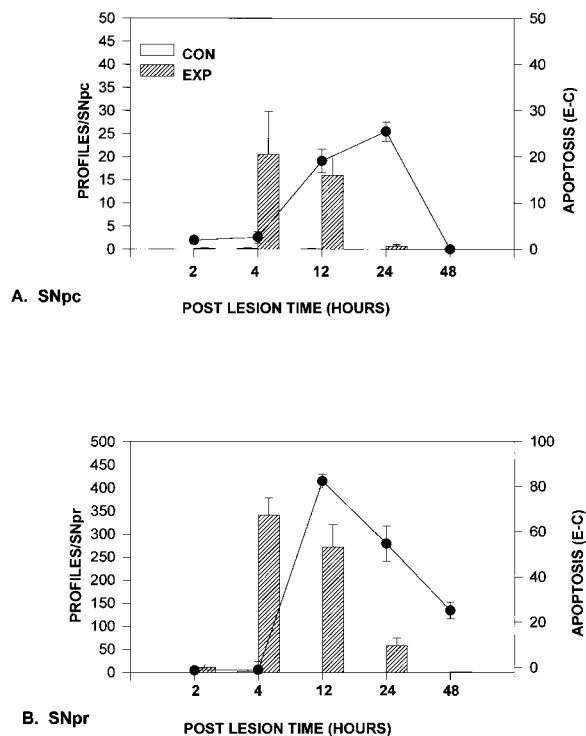 50
45
40
35
30
25
20
15
10
5
0
PROFILES/SNpc
CON
EXP
50
40
30
20
10
0
APOPTOSIS (E-C)
2 4 12 24 48
A. SNpc
POST LESION TIME (HOURS)
500
450
400
350
300
250
200
150
100
50
0
PROFILES/SNpr
100
80
60
40
20
0
APOPTOSIS (E-C)
2 4 12 24 48
B. SNpr
POST LESION TIME (HOURS)